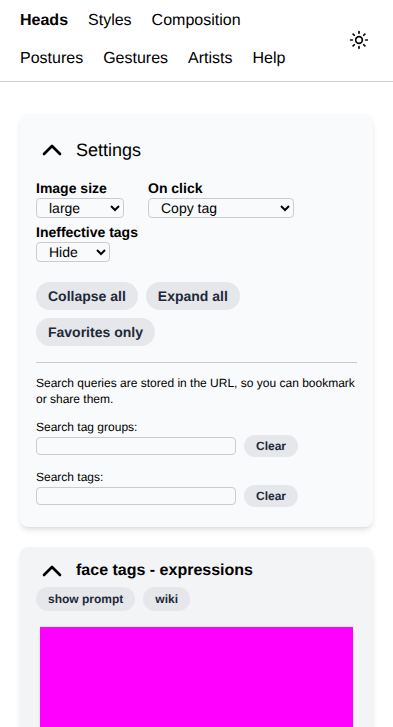 Heads Styles Composition
Postures Gestures Artists Help
Settings
Image size On click
large Copy tag
Ineffective tags
Hide
Collapse all Expand all
Favorites only
Search queries are stored in the URL, so you can bookmark
or share them.
Search tag groups:
Clear
Search tags:
Clear
face tags - expressions
show prompt wiki